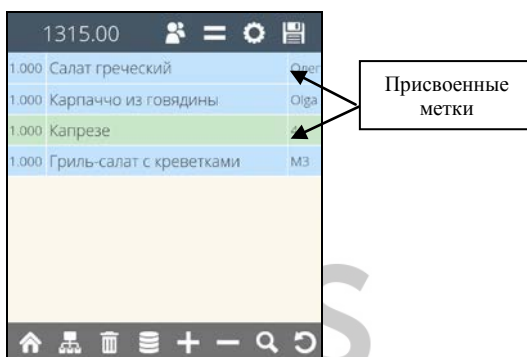 1315.00
1.000 Салат греческий Олег
1.000 Карпаччо из говядины Olga
1.000 Капрезе
1.000 Гриль-салат с креветками М3
Присвоенные
метки
S